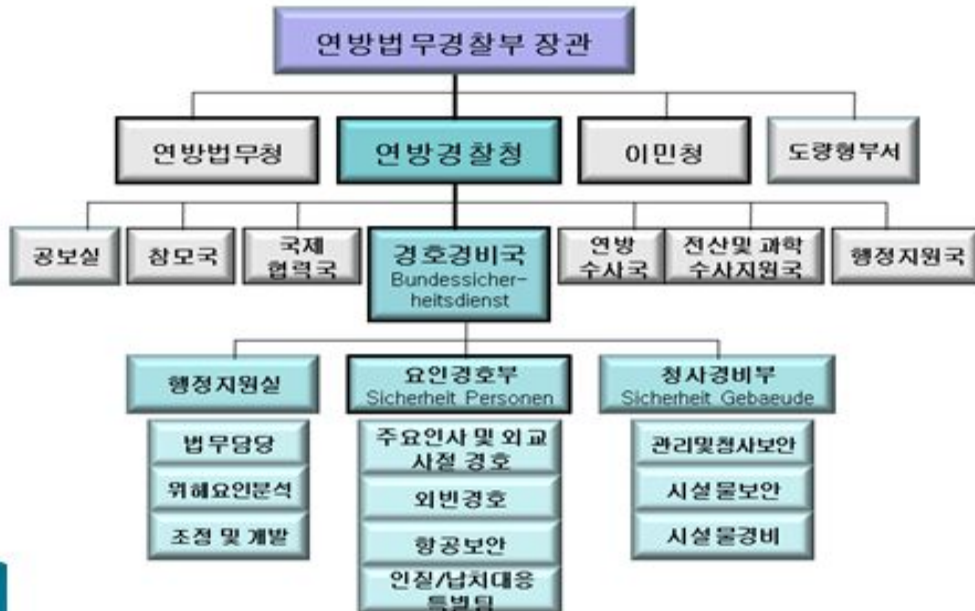 연방법무경찰부 장관
연방법무청
연방경찰청
이민청
도량형부서
공보실
참모국
국제
협력국
경호경비국
Bundessicher-
heitsdienst
연방
수사국
전산및 과학
수사지원국
행정지원국
행정지원실
요인경호부
Sicherheit Personen
청사경비부
Sicherheit Gebaeude
법무담당
위해요인분석
조정 및 개발
주요인사 및 외교
사절 경호
외빈경호
항공보안
인질/납치대응
특별팀
관리및청사보안
시설물보안
시설물경비